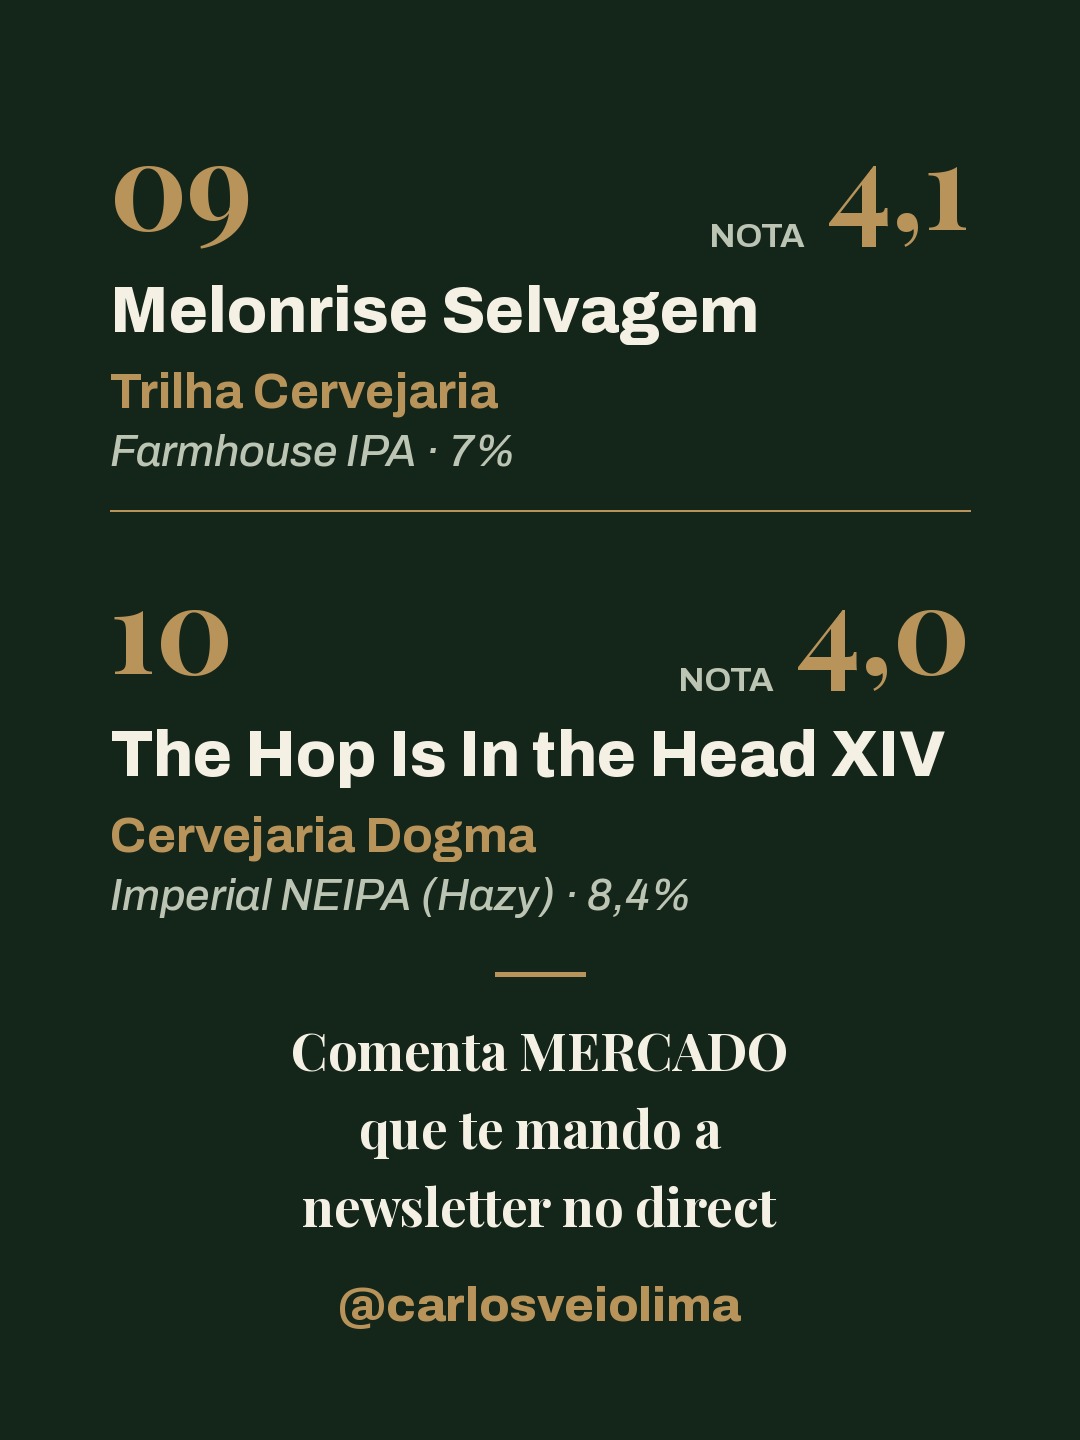 09
NOTA 4,1
Melonrise Selvagem
Trilha Cervejaria
Farmhouse IPA · 7%
10
NOTA 4,0
The Hop Is In the Head XIV
Cervejaria Dogma
Imperial NEIPA (Hazy) · 8,4%
Comenta MERCADO
que te mando a
newsletter no direct
@carlosveiolima